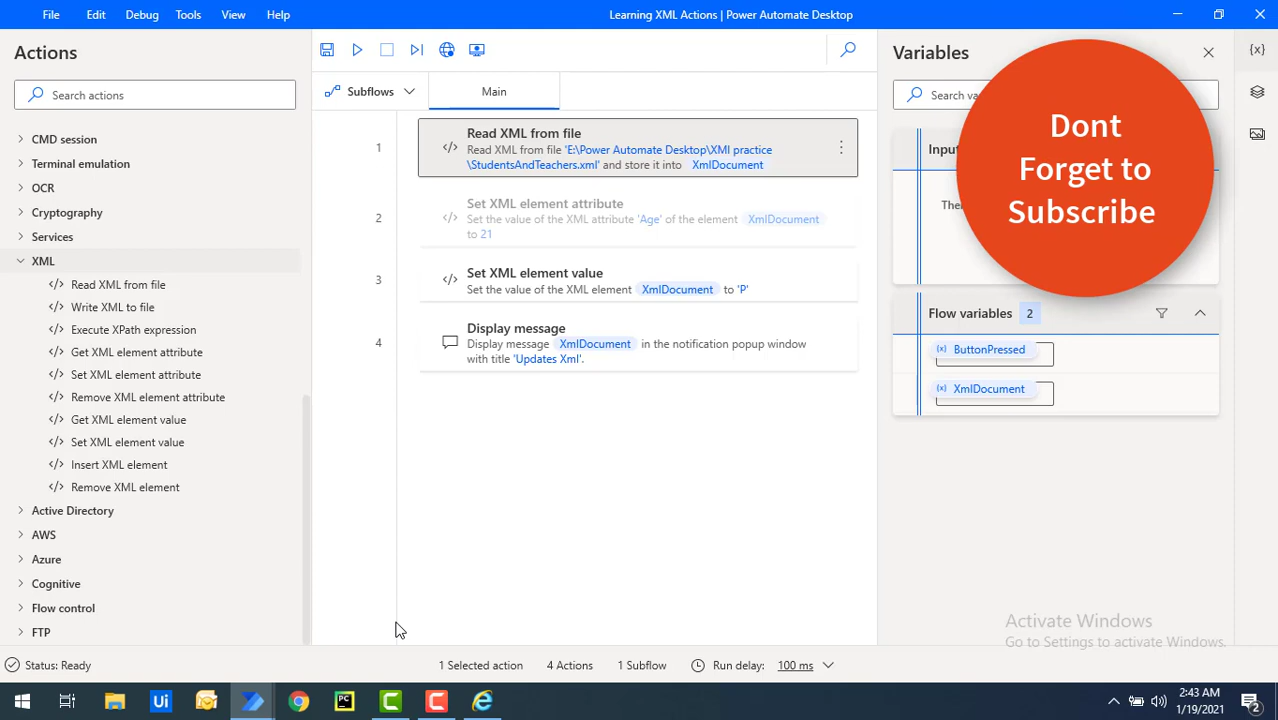 File Edit Debug Tools View Help
Learning XML Actions | Power Automate Desktop
Actions
Search actions
CMD session
Terminal emulation
OCR
Cryptography
Services
XML
Read XML from file
Write XML to file
Execute XPath expression
Get XML element attribute
Set XML element attribute
Remove XML element attribute
Get XML element value
Set XML element value
Insert XML element
Remove XML element
Active Directory
AWS
Azure
Cognitive
Flow control
FTP
Subflows
Main
1
Read XML from file
Read XML from file 'E:\Power Automate Desktop\XMl practice
\StudentsAndTeachers.xml' and store it into XmlDocument
2
Set XML element attribute
Set the value of the XML attribute 'Age' of the element XmlDocument
to 21
3
Set XML element value
Set the value of the XML element XmlDocument to 'P'
4
Display message
Display message XmlDocument in the notification popup window
with title 'Updates Xml'.
Variables
{x}
Search
Dont
Forget to
Subscribe
Flow variables 2
(x) ButtonPressed
(x) XmlDocument
Activate Windows
Go to Settings to activate Windows.
Status: Ready
1 Selected action
4 Actions
1 Subflow
Run delay: 100 ms
Ui
PC
2:43 AM
1/19/2021
2